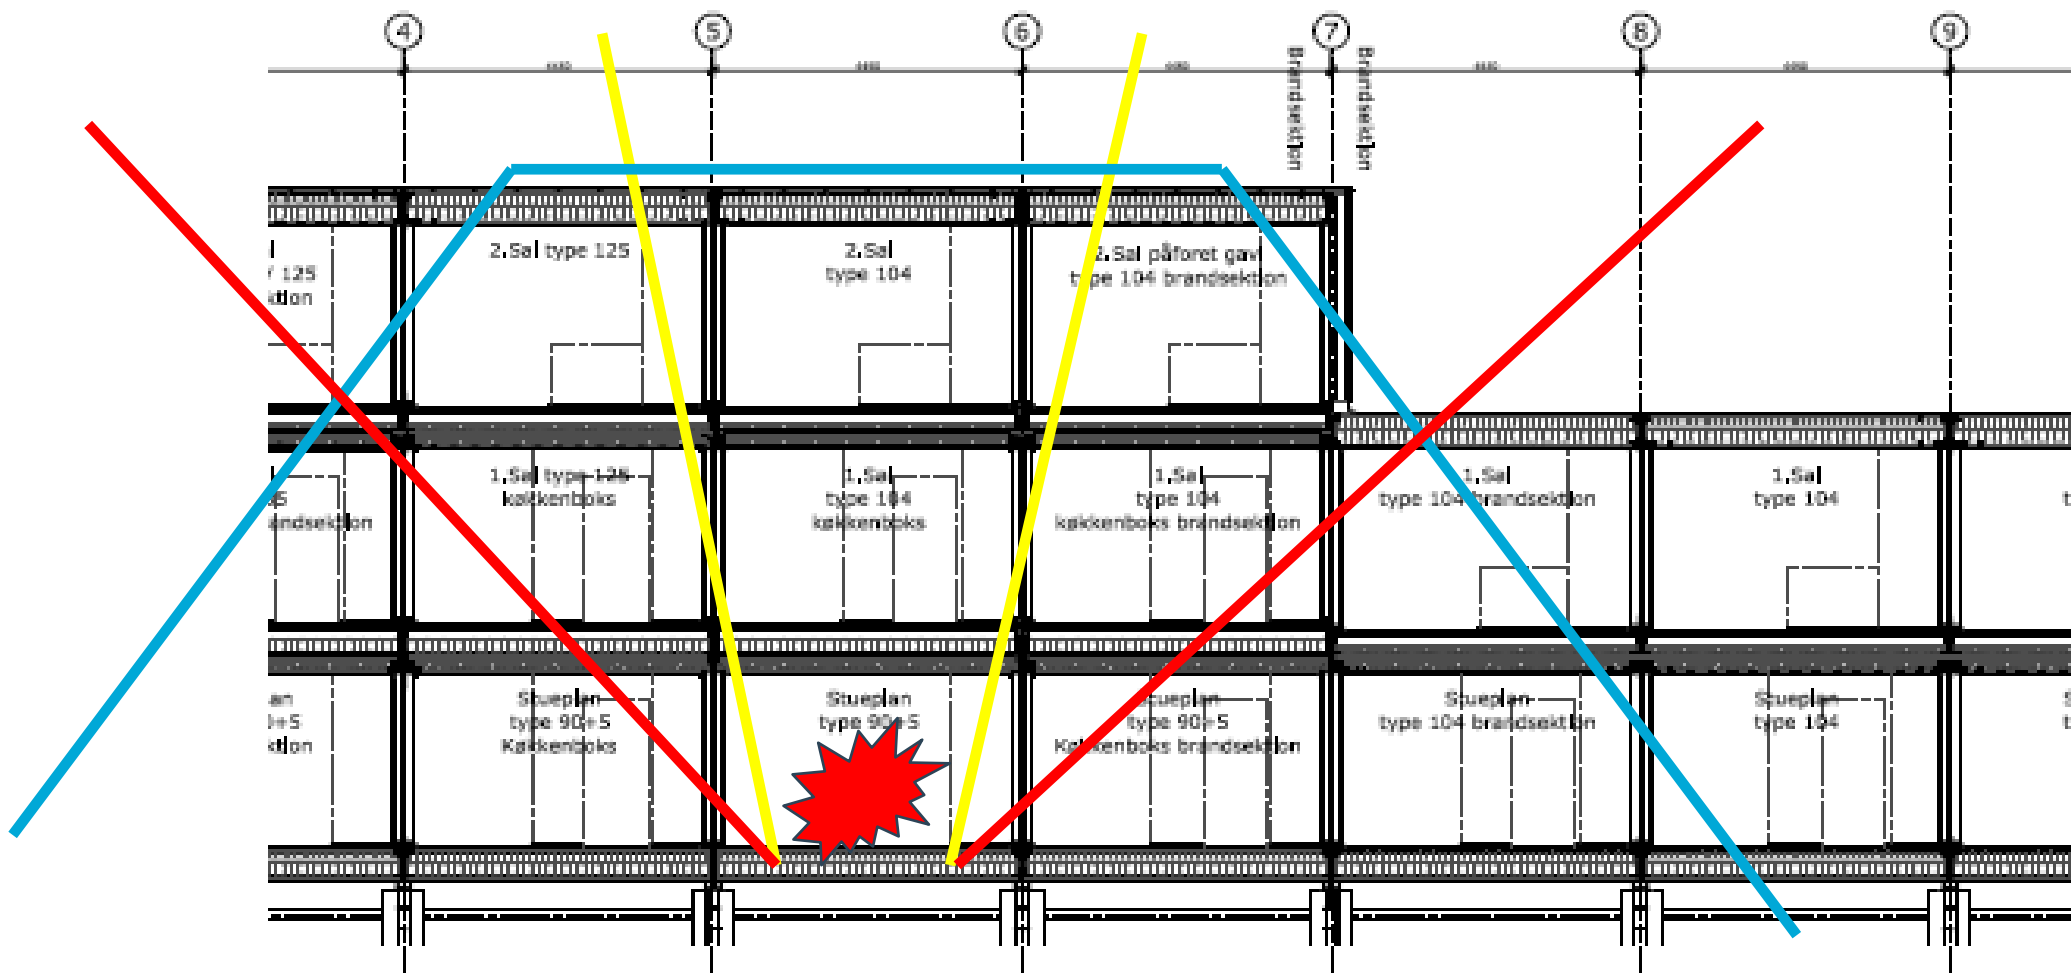 4
5
6
7
8
9
Brandsektion
Brandsektion
2.Sal type 125
2.Sal
type 104
2.Sal påforet gavl
type 104 brandsektion
125
1.Sal type 125
køkkenboks
1.Sal
type 104
køkkenboks
1.Sal
type 104
køkkenboks brandsektion
1.Sal
type 104 brandsektion
1.Sal
type 104
andsektion
Stueplan
type 90+5
Køkkenboks
Stueplan
type 90+5
Stueplan
type 90+5
Køkkenboks brandsektion
Stueplan
type 104 brandsektion
Stueplan
type 104